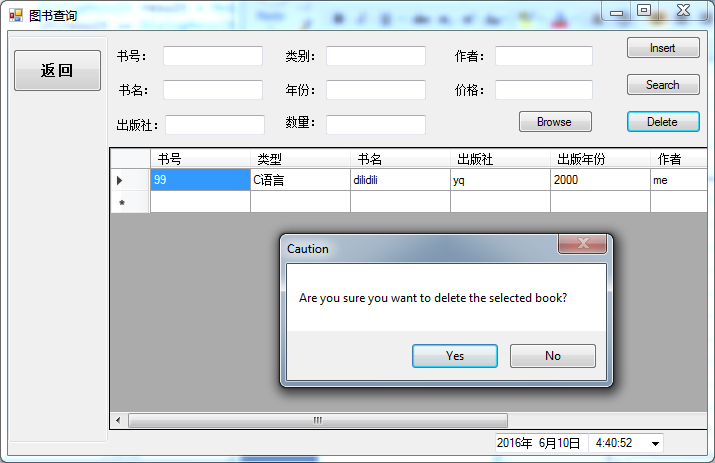 图书查询
返回
书号： 类别： 作者： Insert
书名： 年份： 价格： Search
出版社： 数量： Browse Delete
书号 类型 书名 出版社 出版年份 作者
99 C语言 dilidili yq 2000 me
*
Caution
Are you sure you want to delete the selected book?
Yes No
2016年 6月10日 4:40:52